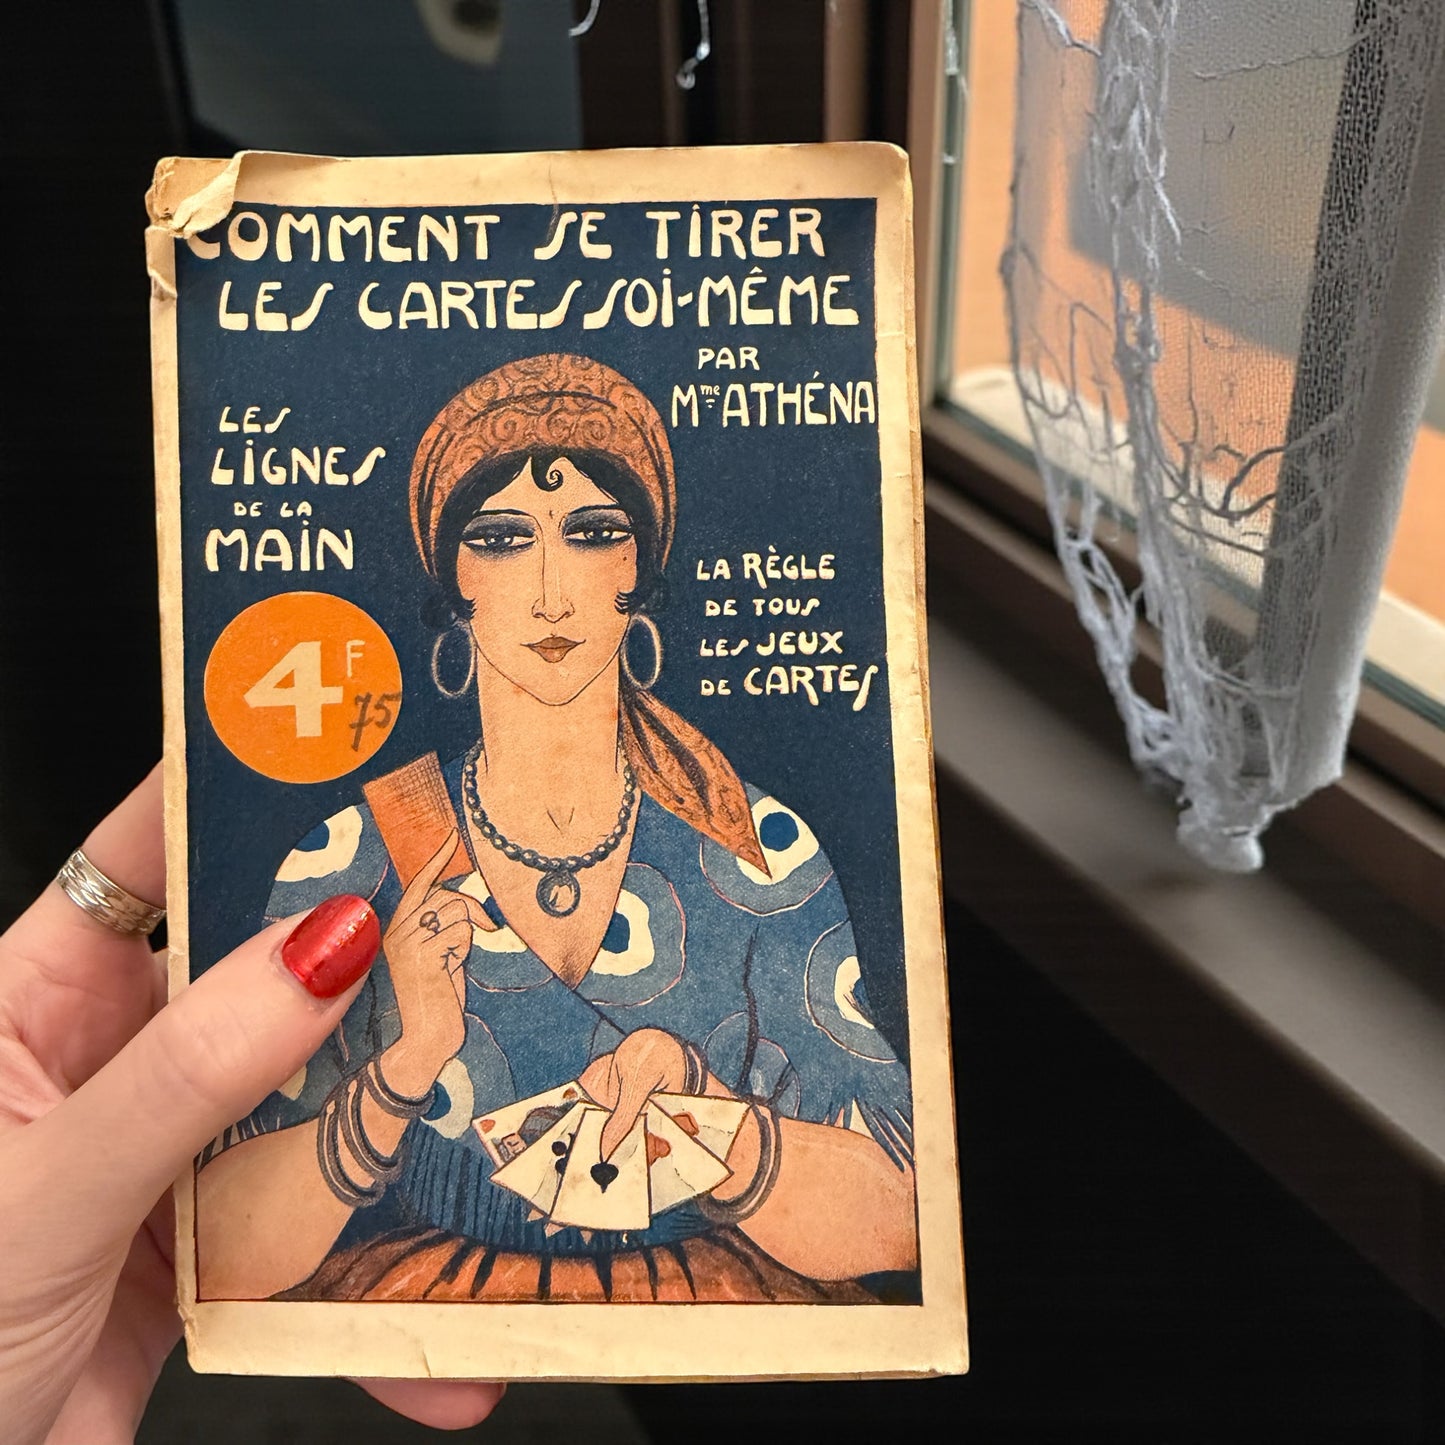 COMMENT SE TIRER
LES CARTES SOI-MÊME
PAR
Mme ATHÉNA
LES
LIGNES
DE LA
MAIN
LA RÈGLE
DE TOUS
LES JEUX
DE CARTES
4F
75